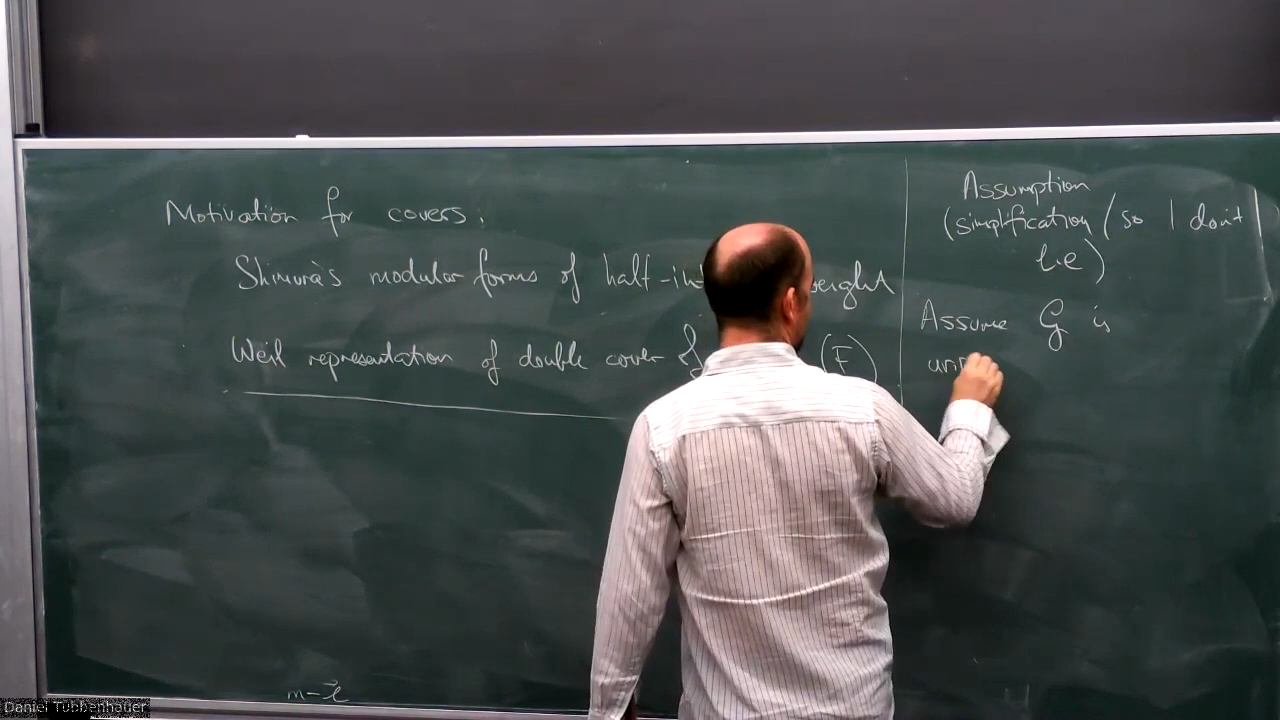 Motivation for covers.
Shimura's modular forms of half-in eight
Weil representation of double cover of (F)
Assumption
(simplification / so I don't
lie)
Assume G is
m-
Daniel Tubbenhauer